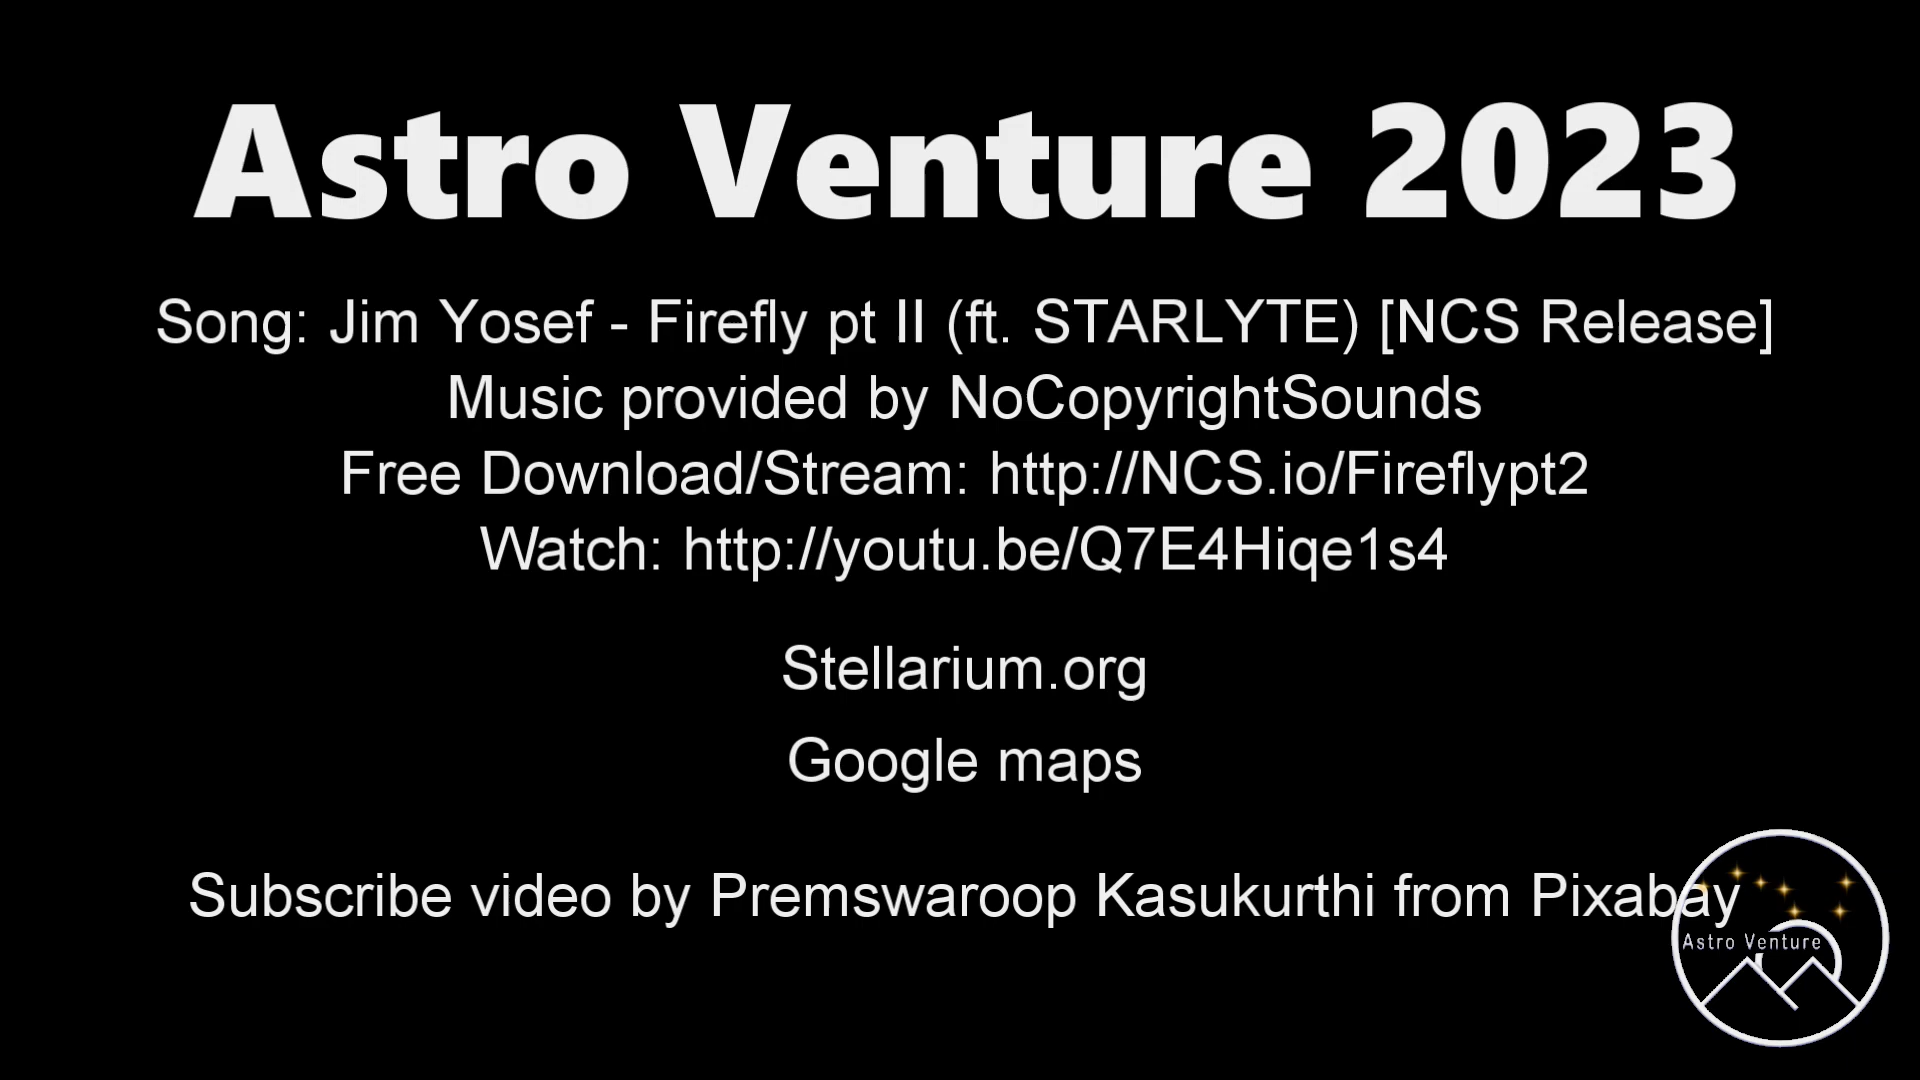 Astro Venture 2023
Song: Jim Yosef - Firefly pt II (ft. STARLYTE) [NCS Release]
Music provided by NoCopyrightSounds
Free Download/Stream: http://NCS.io/Fireflypt2
Watch: http://youtu.be/Q7E4Hiqe1s4
Stellarium.org
Google maps
Subscribe video by Premswaroop Kasukurthi from Pixabay
Astro Venture